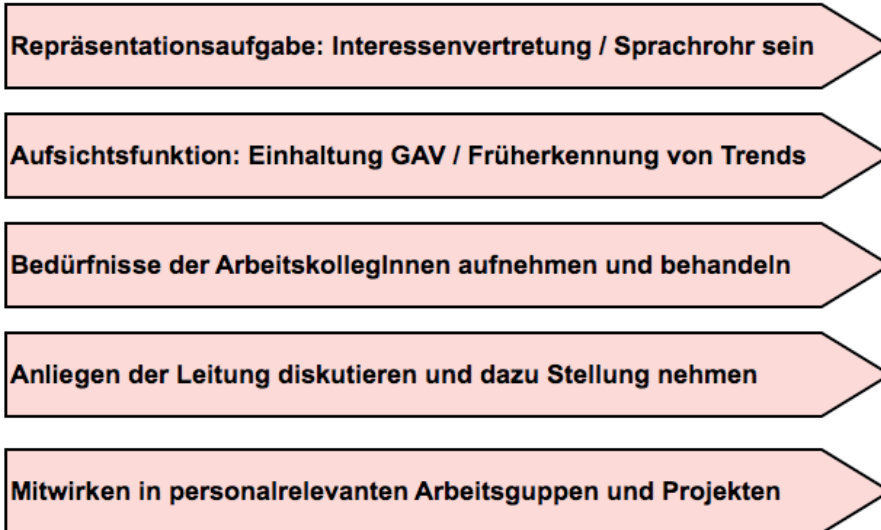 Repräsentationsaufgabe: Interessenvertretung / Sprachrohr sein
Aufsichtsfunktion: Einhaltung GAV / Früherkennung von Trends
Bedürfnisse der ArbeitskollegInnen aufnehmen und behandeln
Anliegen der Leitung diskutieren und dazu Stellung nehmen
Mitwirken in personalrelevanten Arbeitsguppen und Projekten